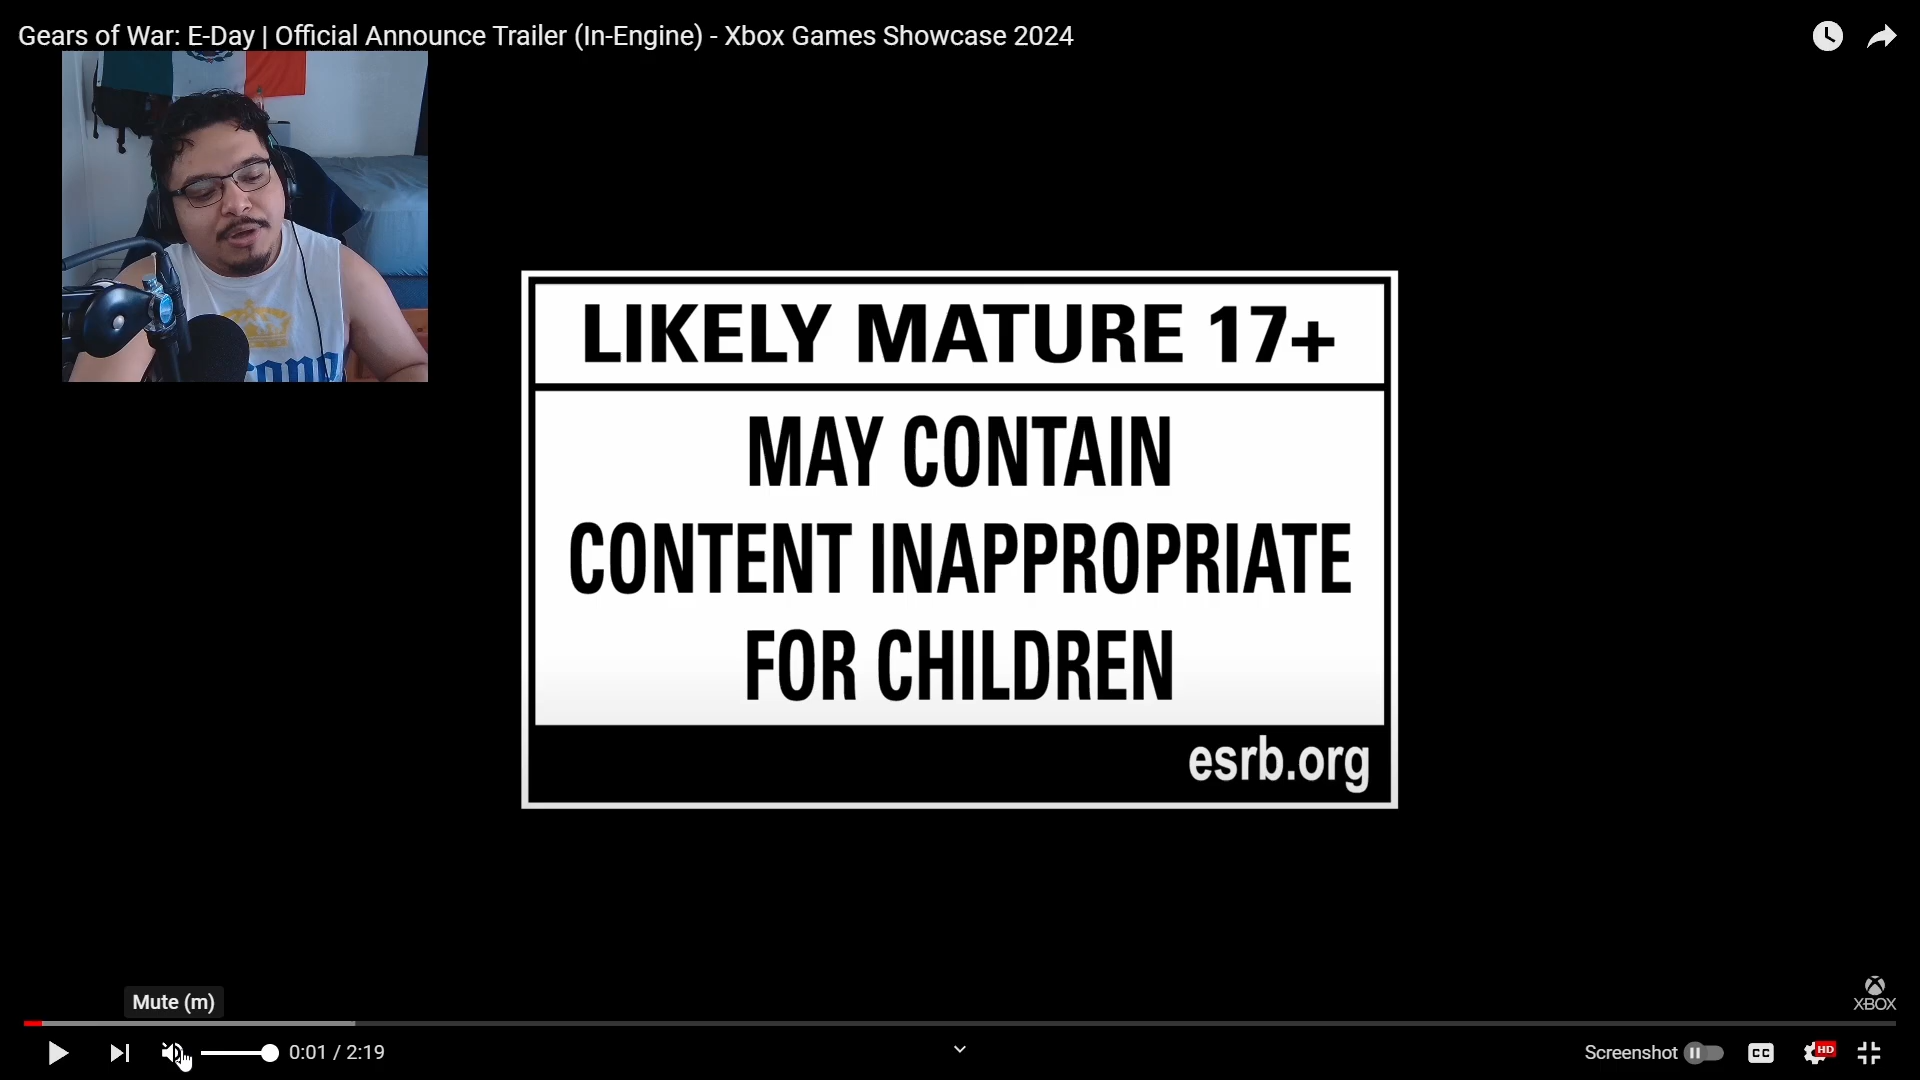 Gears of War: E-Day | Official Announce Trailer (In-Engine) - Xbox Games Showcase 2024
LIKELY MATURE 17+
MAY CONTAIN
CONTENT INAPPROPRIATE
FOR CHILDREN
esrb.org
XBOX
Mute (m)
0:01 / 2:19
Screenshot
CC
HD